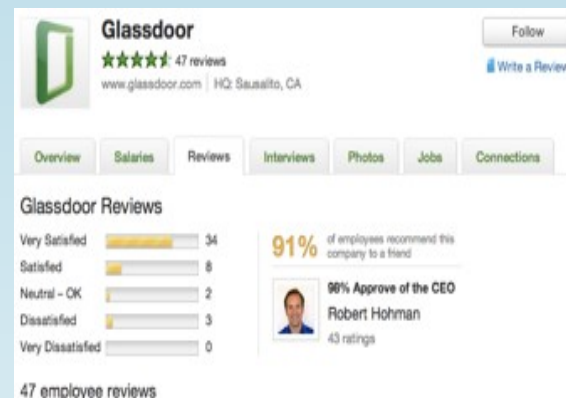 Glassdoor
47 reviews
www.glassdoor.com | HQ: Sausalito, CA
Follow
Write a Review
Overview
Salaries
Reviews
Interviews
Photos
Jobs
Connections
Glassdoor Reviews
Very Satisfied 34
Satisfied 8
Neutral – OK 2
Dissatisfied 3
Very Dissatisfied 0
91% of employees recommend this
company to a friend
98% Approve of the CEO
Robert Hohman
43 ratings
47 employee reviews